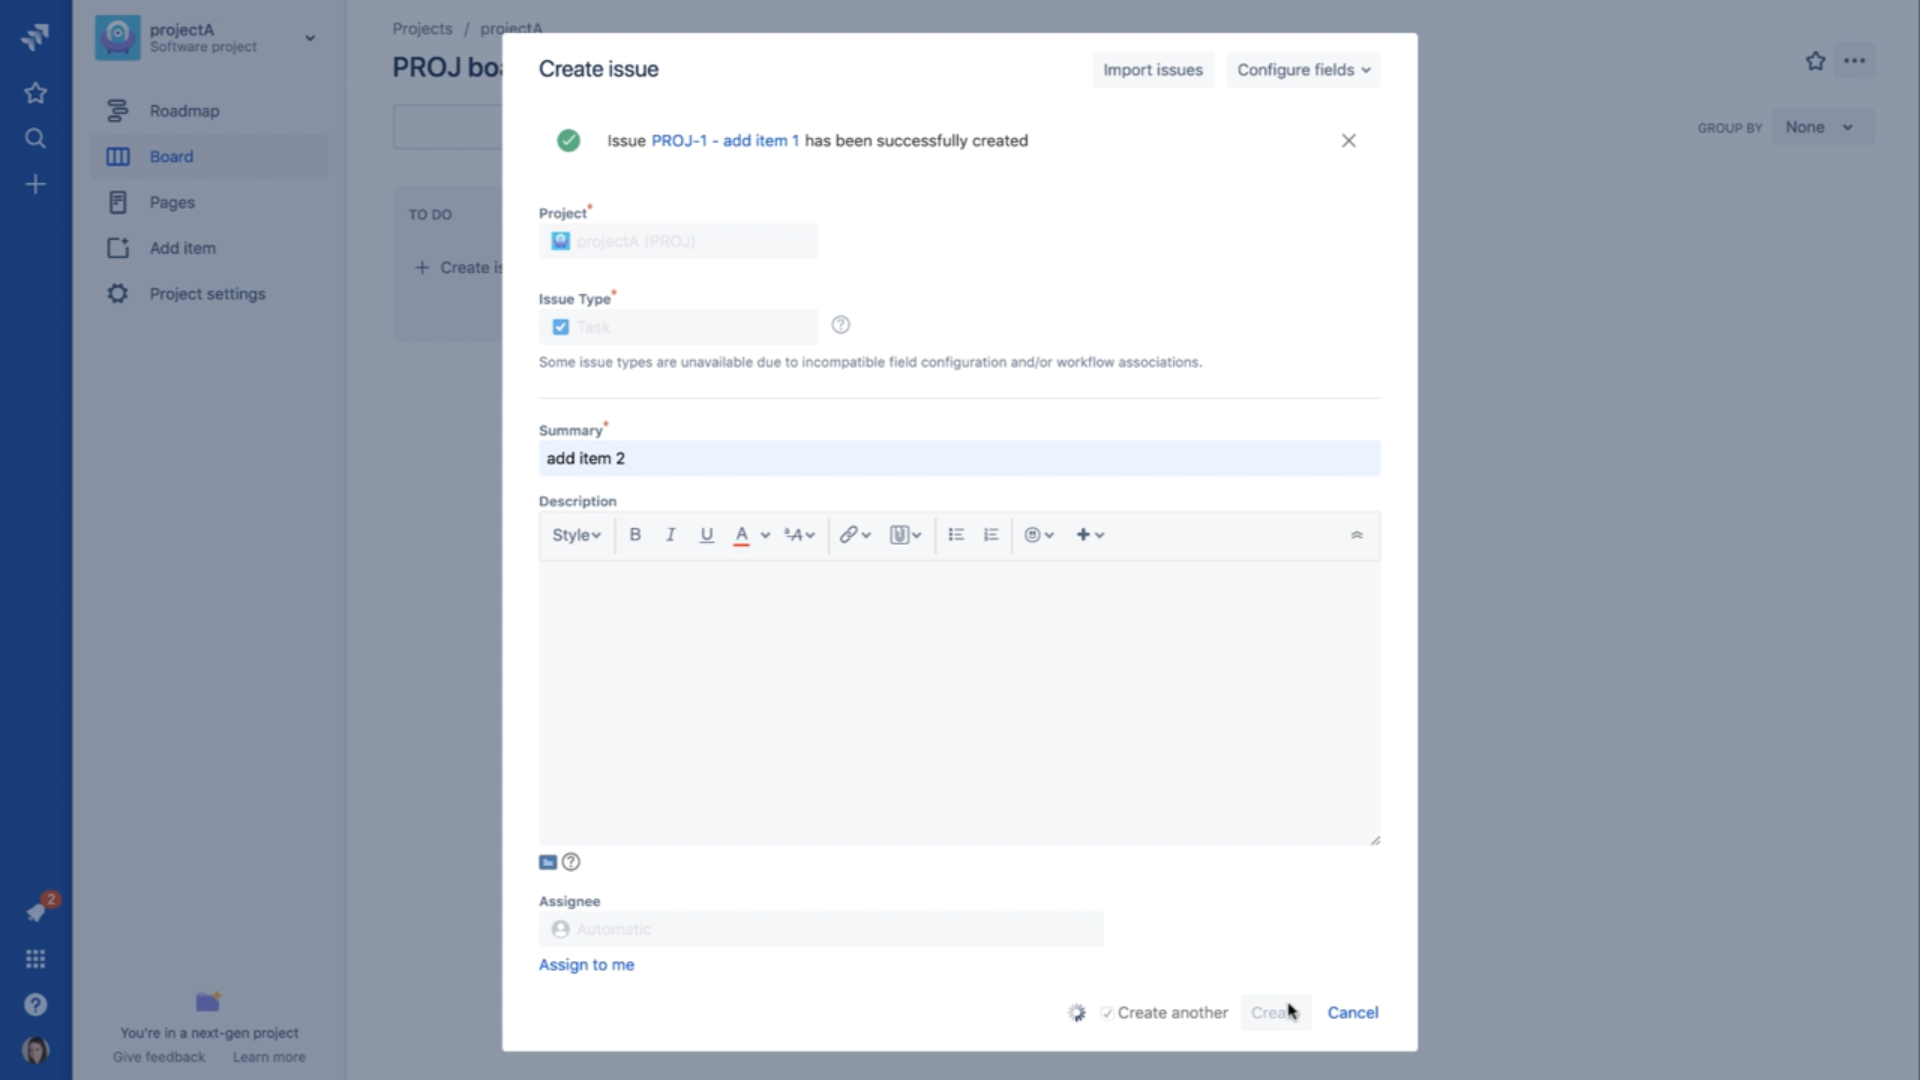 projectA
Software project
Roadmap
Board
Pages
Add item
Project settings
You're in a next-gen project
Give feedback Learn more
2
Projects / projectA
PROJ
GROUP BY None
TO DO
+ Create
Create issue
Import issues
Configure fields
Issue PROJ-1 - add item 1 has been successfully created
Project*
projectA (PROJ)
Issue Type*
Task
Some issue types are unavailable due to incompatible field configuration and/or workflow associations.
Summary*
add item 2
Description
Style B I U A ªA
Assignee
Automatic
Assign to me
Create another
Cancel